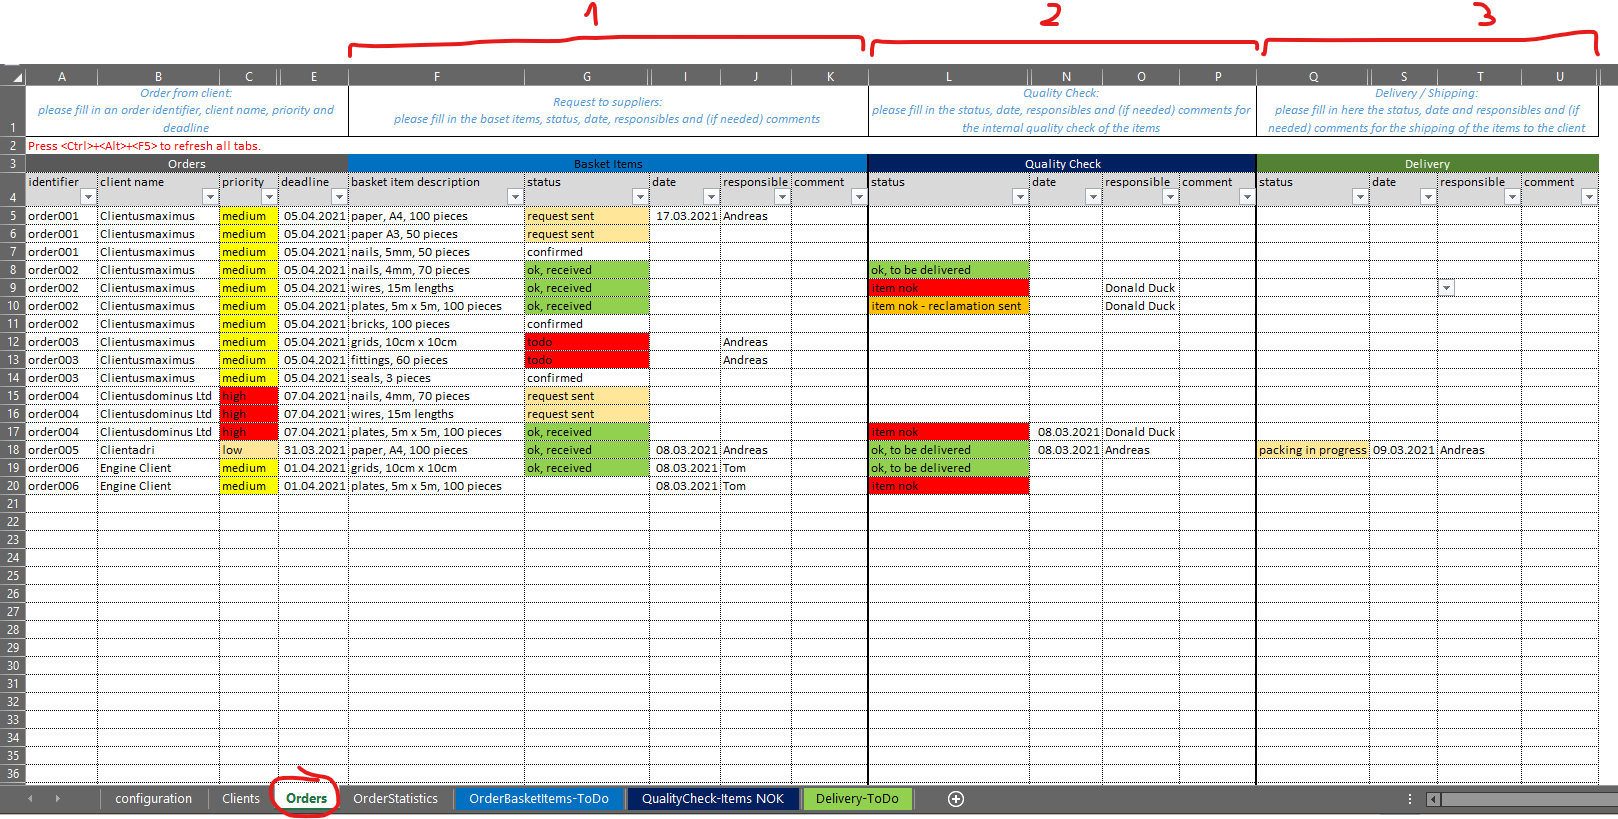 1 2 3
A B C E F G I J K L N O P Q S T U
Order from client: Request to suppliers: Quality Check: Delivery / Shipping:
please fill in an order identifier, client name, priority and please fill in the baset items, status, date, responsibles and (if needed) comments please fill in the status, date, responsibles and (if needed) comments for please fill in here the status, date and responsibles and (if
1 deadline the internal quality check of the items needed) comments for the shipping of the items to the client
2 Press <Ctrl>+<Alt>+<F5> to refresh all tabs.
3 Orders Basket Items Quality Check Delivery
4 identifier client name priority deadline basket item description status date responsible comment status date responsible comment status date responsible comment
5 order001 Clientusmaximus medium 05.04.2021 paper, A4, 100 pieces request sent 17.03.2021 Andreas
6 order001 Clientusmaximus medium 05.04.2021 paper A3, 50 pieces request sent
7 order001 Clientusmaximus medium 05.04.2021 nails, 5mm, 50 pieces confirmed
8 order002 Clientusmaximus medium 05.04.2021 nails, 4mm, 70 pieces ok, received ok, to be delivered
9 order002 Clientusmaximus medium 05.04.2021 wires, 15m lengths ok, received item nok Donald Duck
10 order002 Clientusmaximus medium 05.04.2021 plates, 5m x 5m, 100 pieces ok, received item nok - reclamation sent Donald Duck
11 order002 Clientusmaximus medium 05.04.2021 bricks, 100 pieces confirmed
12 order003 Clientusmaximus medium 05.04.2021 grids, 10cm x 10cm todo Andreas
13 order003 Clientusmaximus medium 05.04.2021 fittings, 60 pieces todo Andreas
14 order003 Clientusmaximus medium 05.04.2021 seals, 3 pieces confirmed
15 order004 Clientusdominus Ltd high 07.04.2021 nails, 4mm, 70 pieces request sent
16 order004 Clientusdominus Ltd high 07.04.2021 wires, 15m lengths request sent
17 order004 Clientusdominus Ltd high 07.04.2021 plates, 5m x 5m, 100 pieces ok, received item nok 08.03.2021 Donald Duck
18 order005 Clientadri low 31.03.2021 paper, A4, 100 pieces ok, received 08.03.2021 Andreas ok, to be delivered 08.03.2021 Andreas packing in progress 09.03.2021 Andreas
19 order006 Engine Client medium 01.04.2021 grids, 10cm x 10cm ok, received 08.03.2021 Tom ok, to be delivered
20 order006 Engine Client medium 01.04.2021 plates, 5m x 5m, 100 pieces 08.03.2021 Tom item nok
21
22
23
24
25
26
27
28
29
30
31
32
33
34
35
36
configuration Clients Orders OrderStatistics OrderBasketItems-ToDo QualityCheck-Items NOK Delivery-ToDo